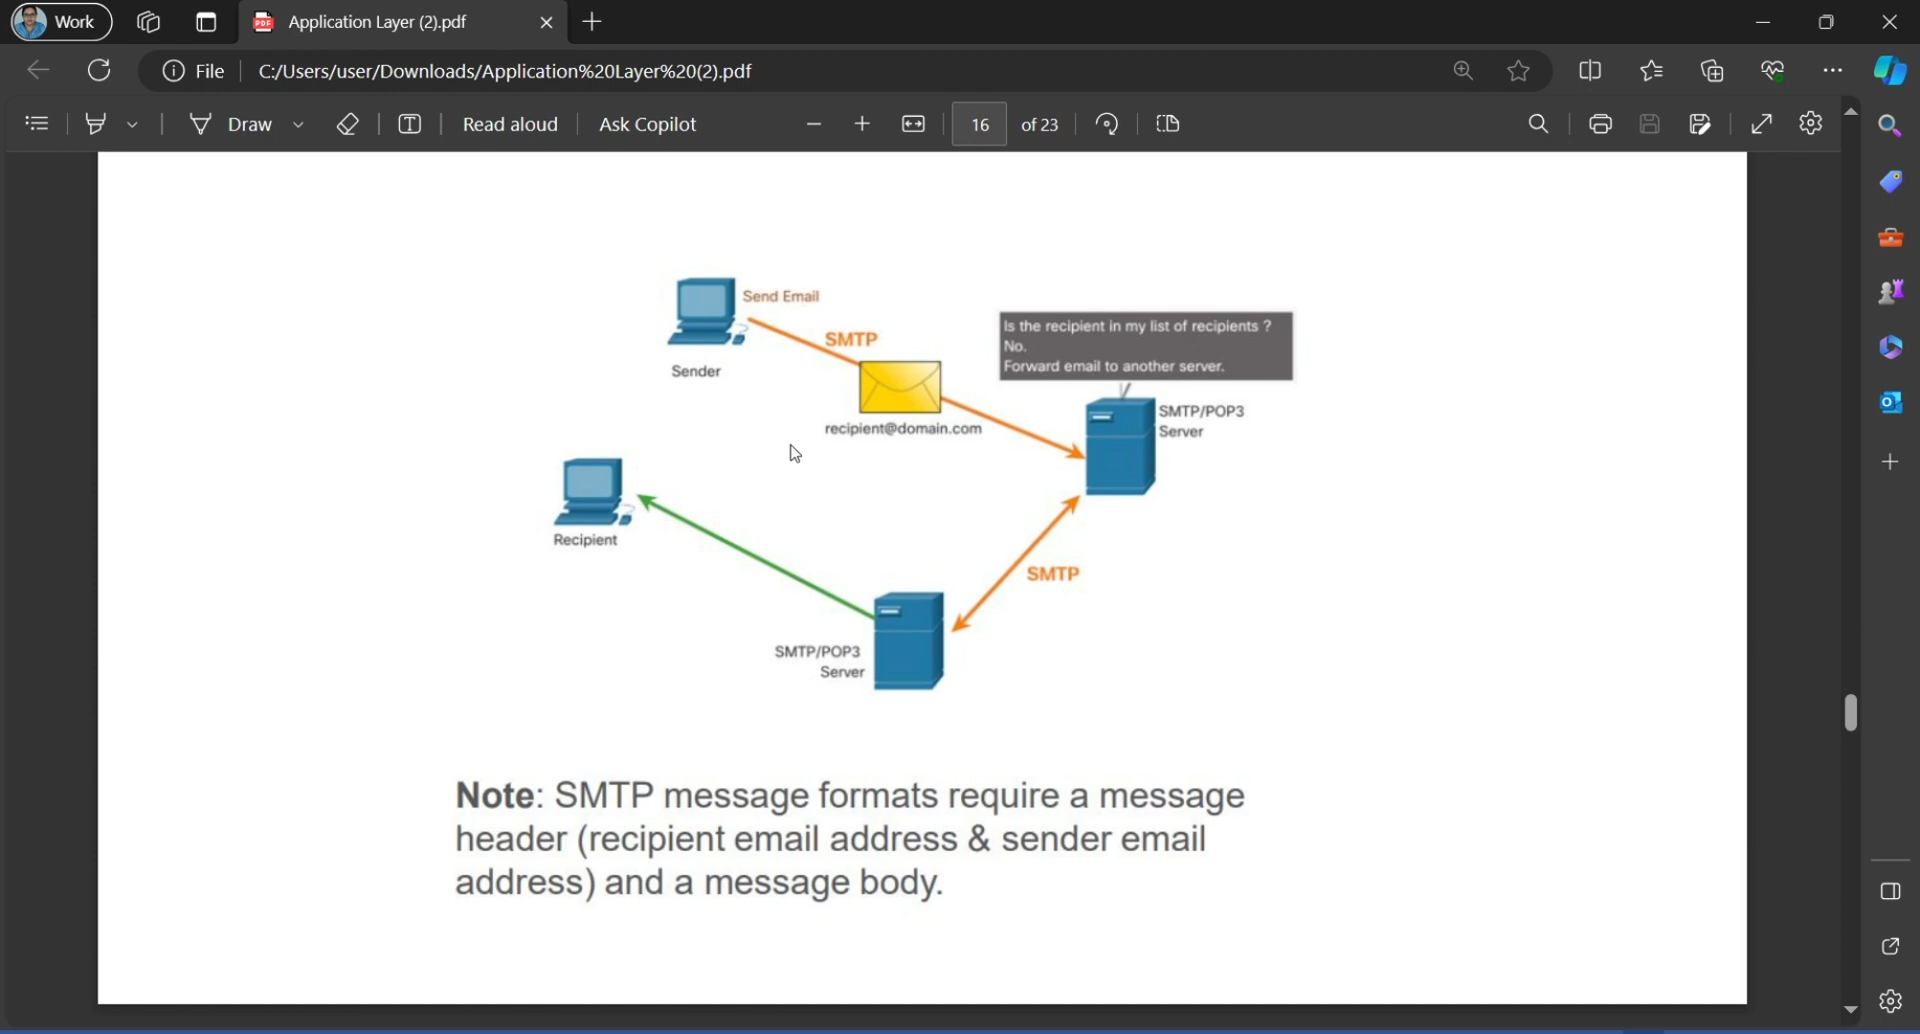 Work
Application Layer (2).pdf
File
C:/Users/user/Downloads/Application%20Layer%20(2).pdf
Draw
Read aloud
Ask Copilot
16 of 23
Send Email
SMTP
Sender
Is the recipient in my list of recipients ?
No.
Forward email to another server.
recipient@domain.com
SMTP/POP3
Server
Recipient
SMTP
SMTP/POP3
Server
Note: SMTP message formats require a message
header (recipient email address & sender email
address) and a message body.